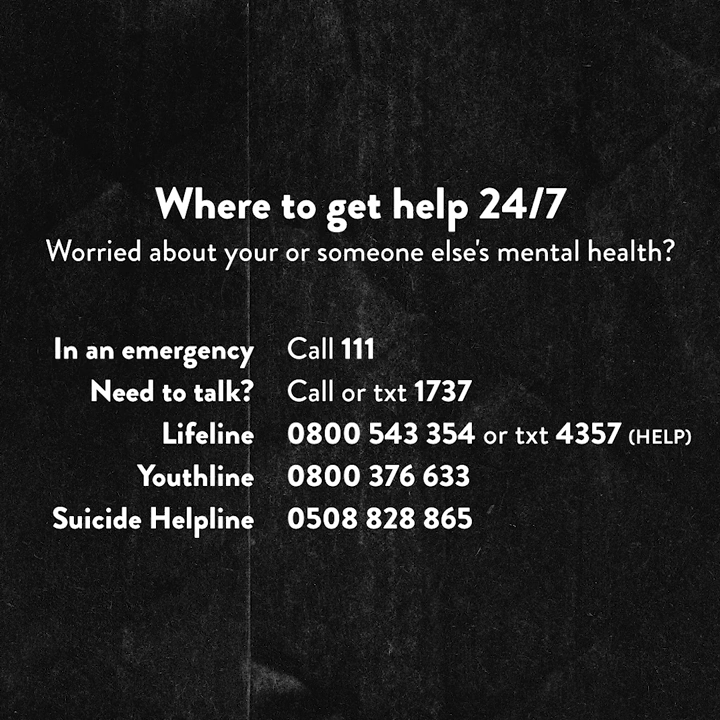 Where to get help 24/7
Worried about your or someone else's mental health?
In an emergency Call 111
Need to talk? Call or txt 1737
Lifeline 0800 543 354 or txt 4357 (HELP)
Youthline 0800 376 633
Suicide Helpline 0508 828 865